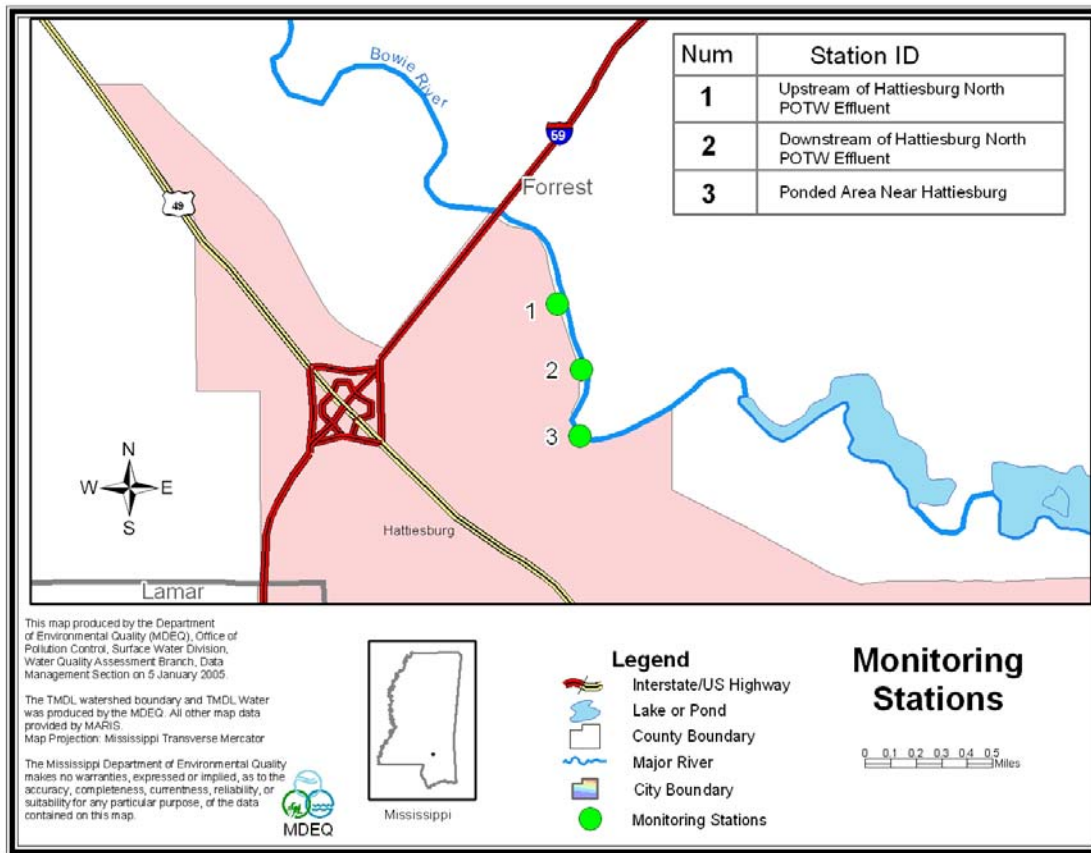 Num Station ID
1 Upstream of Hattiesburg North
POTW Effluent
2 Downstream of Hattiesburg North
POTW Effluent
3 Ponded Area Near Hattiesburg
Bowie River
59
Forrest
49
1
2
3
N
W E
S
Hattiesburg
Lamar
This map produced by the Department
of Environmental Quality (MDEQ), Office of
Pollution Control, Surface Water Division,
Water Quality Assessment Branch, Data
Management Section on 5 January 2005.
The TMDL watershed boundary and TMDL Water
was produced by the MDEQ. All other map data
provided by MARIS.
Map Projection: Mississippi Transverse Mercator
The Mississippi Department of Environmental Quality
makes no warranties, expressed or implied, as to the
accuracy, completeness, currentness, reliability, or
suitability for any particular purpose, of the data
contained on this map.
MDEQ
Mississippi
Legend
Interstate/US Highway
Lake or Pond
County Boundary
Major River
City Boundary
Monitoring Stations
Monitoring
Stations
0 0.1 0.2 0.3 0.4 0.5
Miles